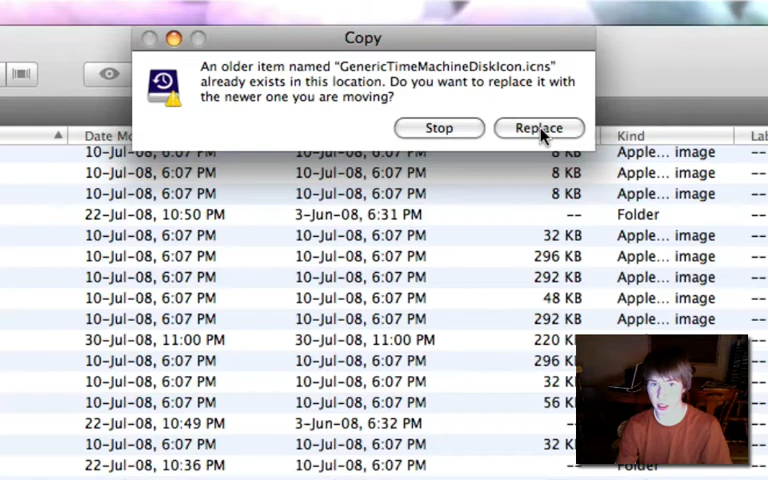 Copy
An older item named "GenericTimeMachineDiskIcon.icns"
already exists in this location. Do you want to replace it with
the newer one you are moving?
Stop Replace
Date Mo Kind Lab
10-Jul-08, 6:07 PM 10-Jul-08, 6:07 PM 8 KB Apple... image --
10-Jul-08, 6:07 PM 10-Jul-08, 6:07 PM 8 KB Apple... image --
10-Jul-08, 6:07 PM 10-Jul-08, 6:07 PM 8 KB Apple... image --
22-Jul-08, 10:50 PM 3-Jun-08, 6:31 PM -- Folder --
10-Jul-08, 6:07 PM 10-Jul-08, 6:07 PM 32 KB Apple... image --
10-Jul-08, 6:07 PM 10-Jul-08, 6:07 PM 296 KB Apple... image --
10-Jul-08, 6:07 PM 10-Jul-08, 6:07 PM 292 KB Apple... image --
10-Jul-08, 6:07 PM 10-Jul-08, 6:07 PM 48 KB Apple... image --
10-Jul-08, 6:07 PM 10-Jul-08, 6:07 PM 292 KB Apple... image --
30-Jul-08, 11:00 PM 30-Jul-08, 11:00 PM 220 KB
10-Jul-08, 6:07 PM 10-Jul-08, 6:07 PM 296 KB
10-Jul-08, 6:07 PM 10-Jul-08, 6:07 PM 32 KB
10-Jul-08, 6:07 PM 10-Jul-08, 6:07 PM 56 KB
22-Jul-08, 10:49 PM 3-Jun-08, 6:32 PM --
10-Jul-08, 6:07 PM 10-Jul-08, 6:07 PM 32 KB
22-Jul-08, 10:36 PM 3-Jun-08, 6:30 PM -- Folder --